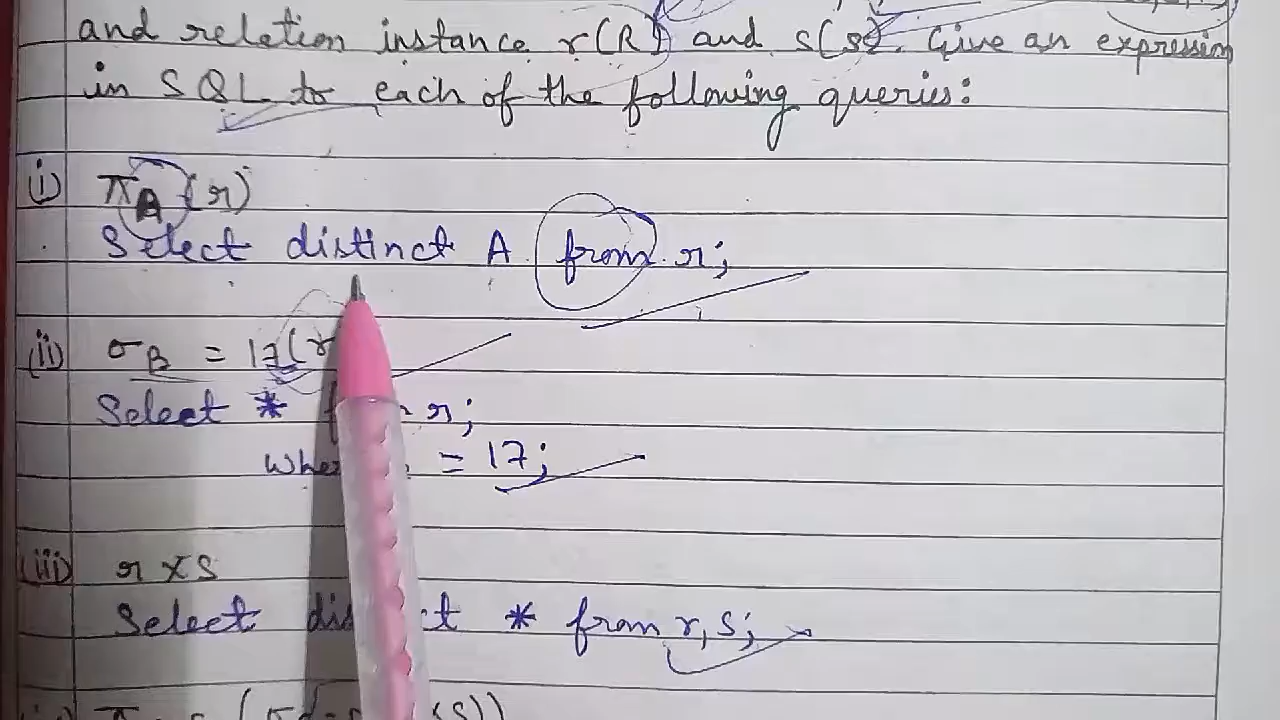 and relation instance r(R) and s(s). Give an expression
in SQL to each of the following queries:
(i) πA (r)
Select distinct A from r;
(ii) σB = 17(r
Select * r;
= 17;
(iii) r x s
Select * from r, s;